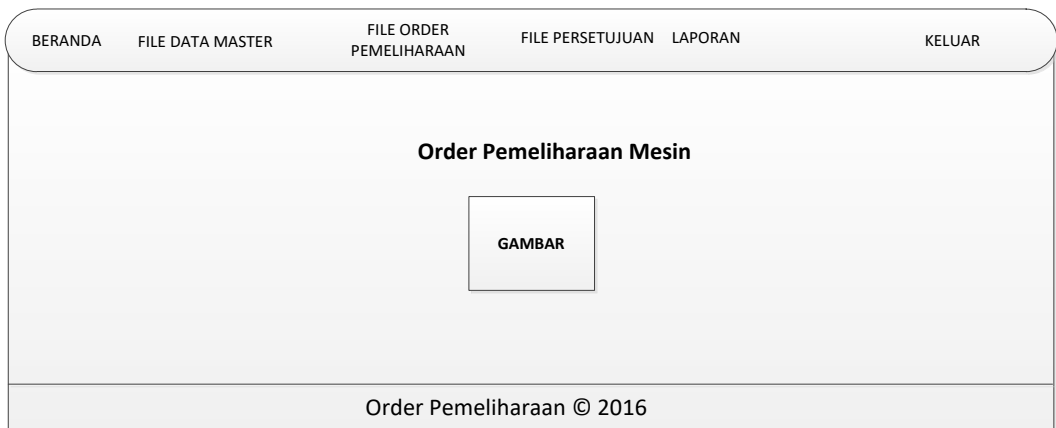 BERANDA
FILE DATA MASTER
FILE ORDER
PEMELIHARAAN
FILE PERSETUJUAN
LAPORAN
KELUAR
Order Pemeliharaan Mesin
GAMBAR
Order Pemeliharaan © 2016